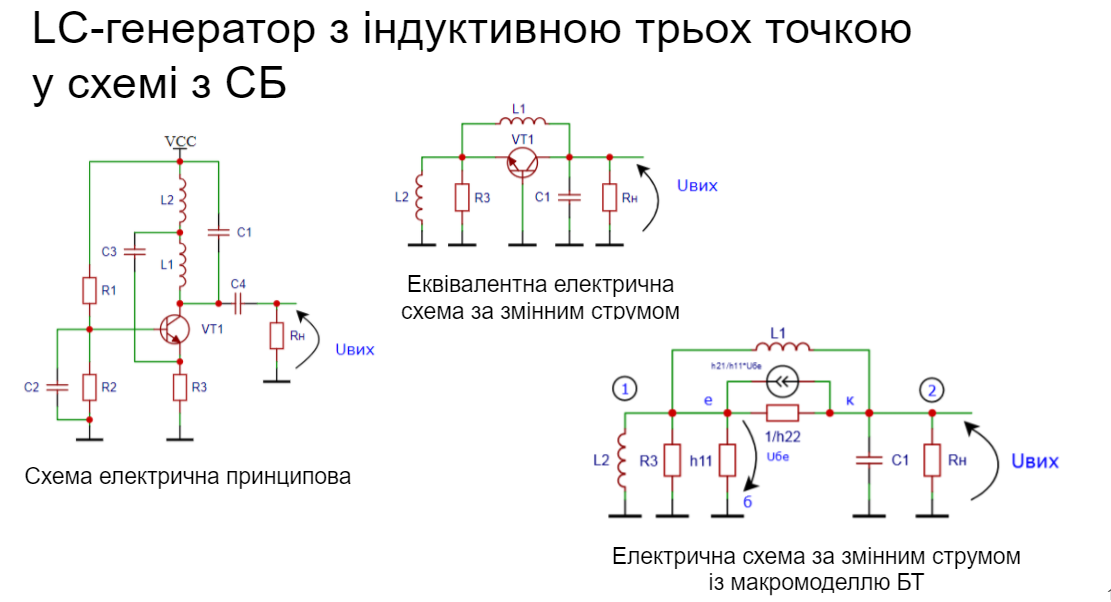 LC-генератор з індуктивною трьох точкою
у схемі з СБ
VCC
L2
C1
C3
L1
R1
C4
VT1
Rн
Uвих
C2
R2
R3
Схема електрична принципова
L1
VT1
L2
R3
C1
Rн
Uвих
Еквівалентна електрична
схема за змінним струмом
L1
h21/h11*Uбе
1
е
к
2
1/h22
L2
R3
h11
Uбе
C1
Rн
Uвих
б
Електрична схема за змінним струмом
із макромоделлю БТ